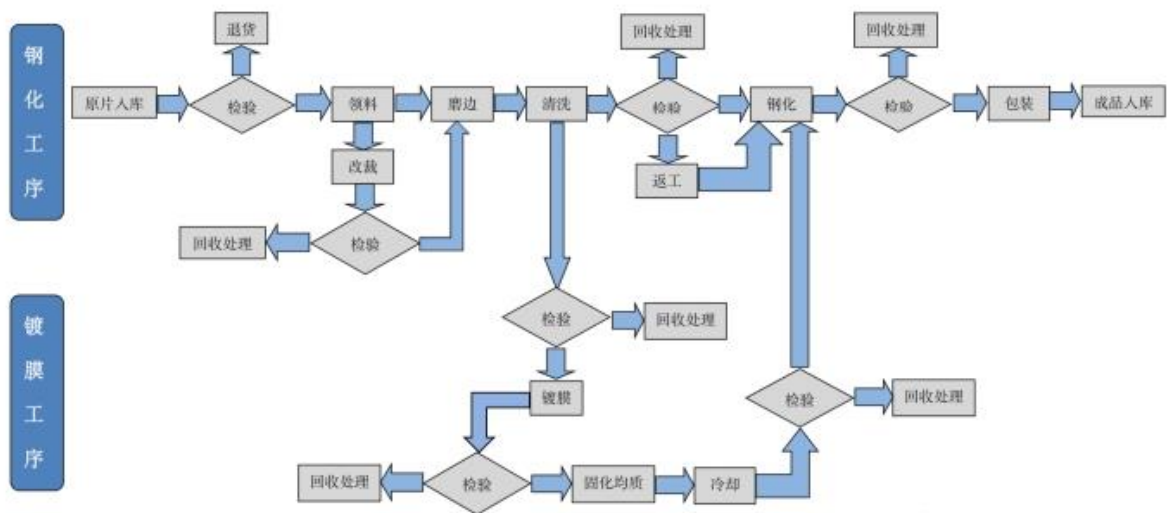 钢化工序
退货
回收处理
回收处理
原片入库
检验
领料
磨边
清洗
检验
钢化
检验
包装
成品入库
改裁
返工
回收处理
检验
镀膜工序
检验
回收处理
镀膜
检验
回收处理
回收处理
检验
固化均质
冷却